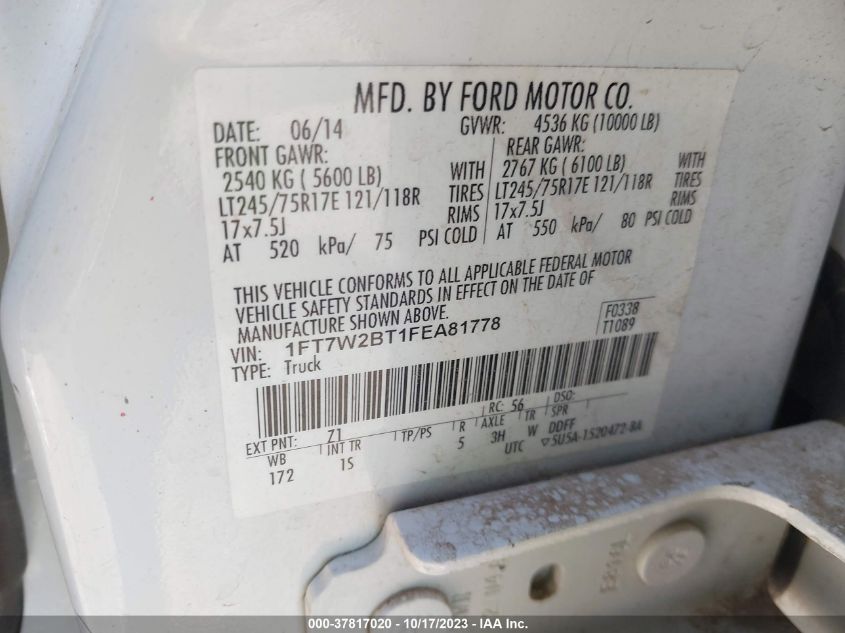 MFD. BY FORD MOTOR CO.
DATE: 06/14 GVWR: 4536 KG (10000 LB)
FRONT GAWR: REAR GAWR:
2540 KG ( 5600 LB) WITH 2767 KG ( 6100 LB) WITH
LT245/75R17E 121/118R TIRES LT245/75R17E 121/118R TIRES
17x7.5J RIMS 17x7.5J RIMS
AT 520 kPa/ 75 PSI COLD AT 550 kPa/ 80 PSI COLD
THIS VEHICLE CONFORMS TO ALL APPLICABLE FEDERAL MOTOR
VEHICLE SAFETY STANDARDS IN EFFECT ON THE DATE OF
MANUFACTURE SHOWN ABOVE.
F0338
T1089
VIN: 1FT7W2BT1FEA81778
TYPE: Truck
EXT PNT: Z1 RC: 56 DSO:
WB INT TR TP/PS R AXLE TR SPR
172 1S 5 3H W DDFF
UTC ▽5U5A-1520472-BA
000-37817020 - 10/17/2023 - IAA, Inc.